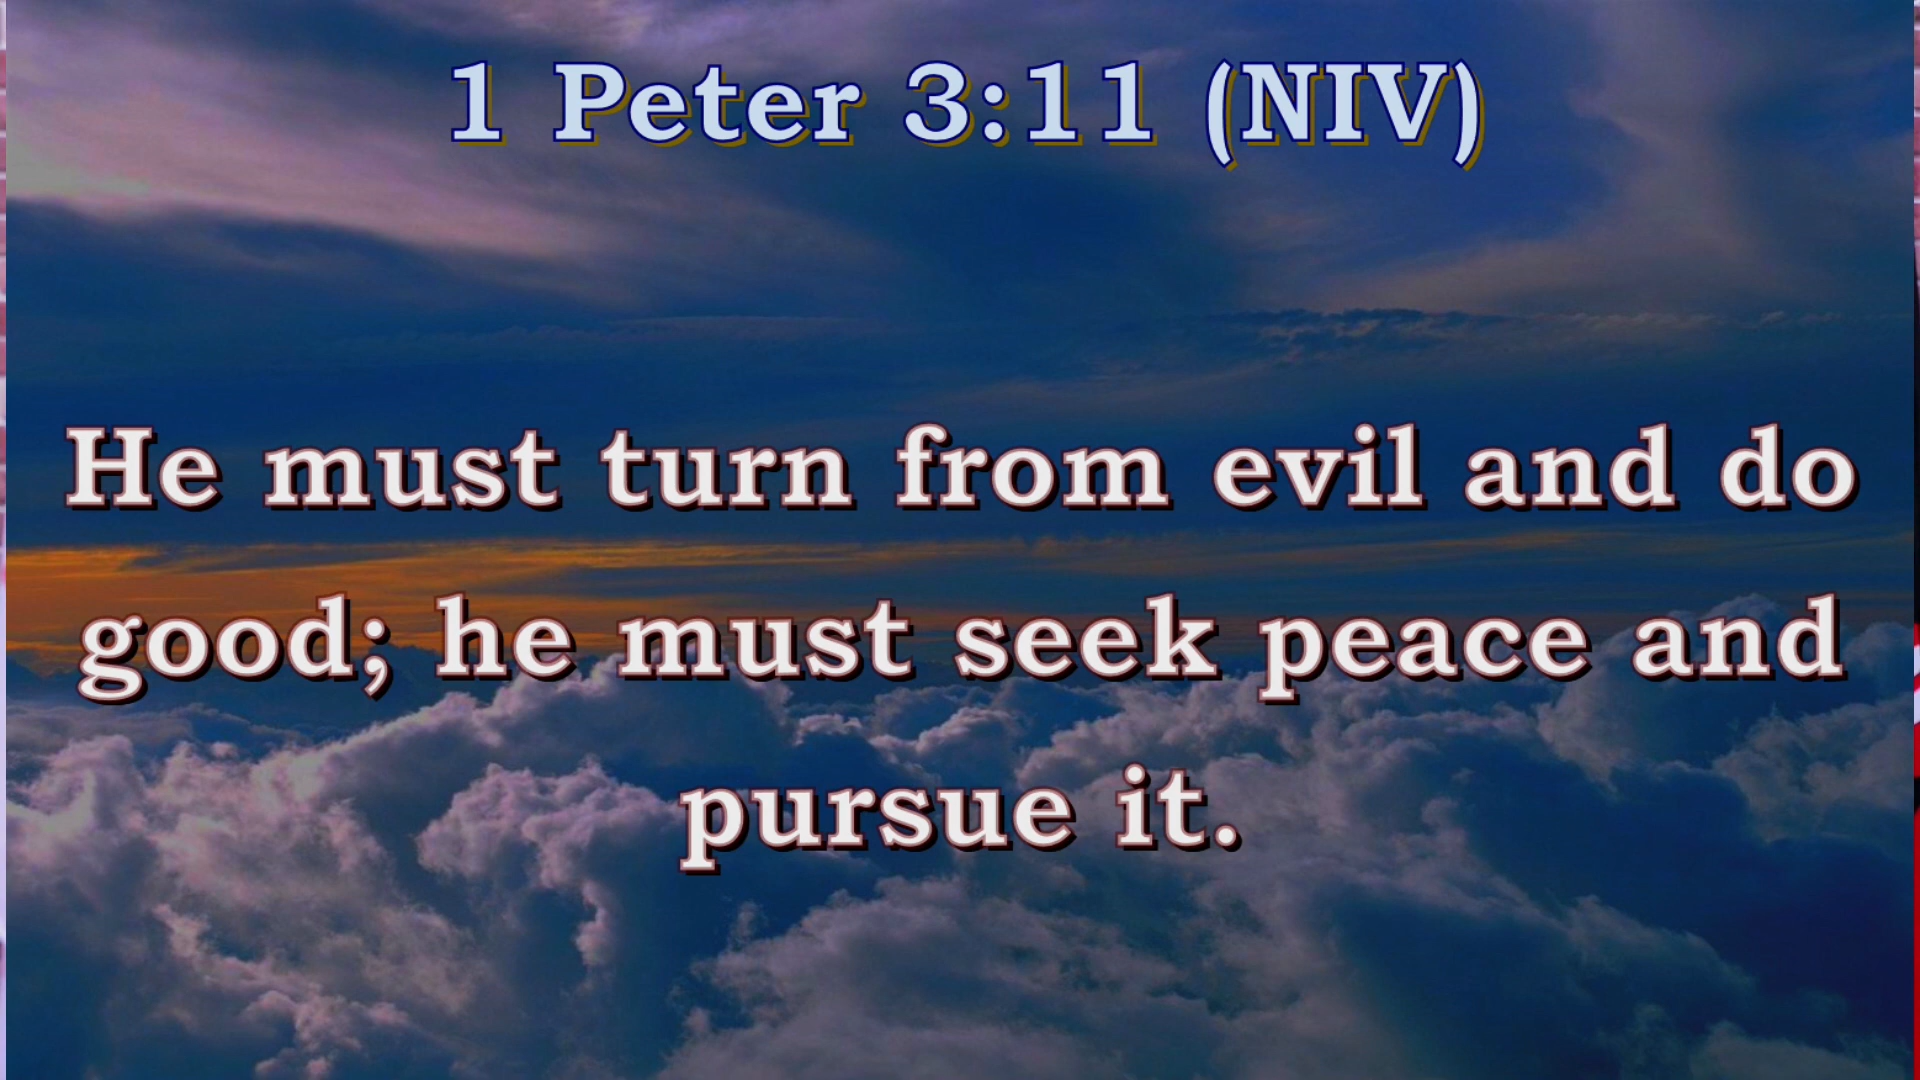 1 Peter 3:11 (NIV)
He must turn from evil and do
good; he must seek peace and
pursue it.